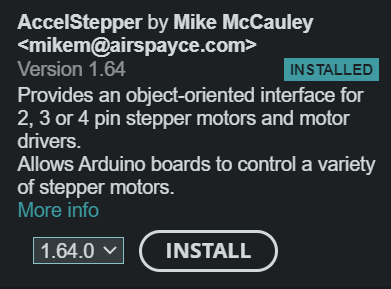 AccelStepper by Mike McCauley
<mikem@airspayce.com>
Version 1.64
INSTALLED
Provides an object-oriented interface for
2, 3 or 4 pin stepper motors and motor
drivers.
Allows Arduino boards to control a variety
of stepper motors.
More info
1.64.0
INSTALL